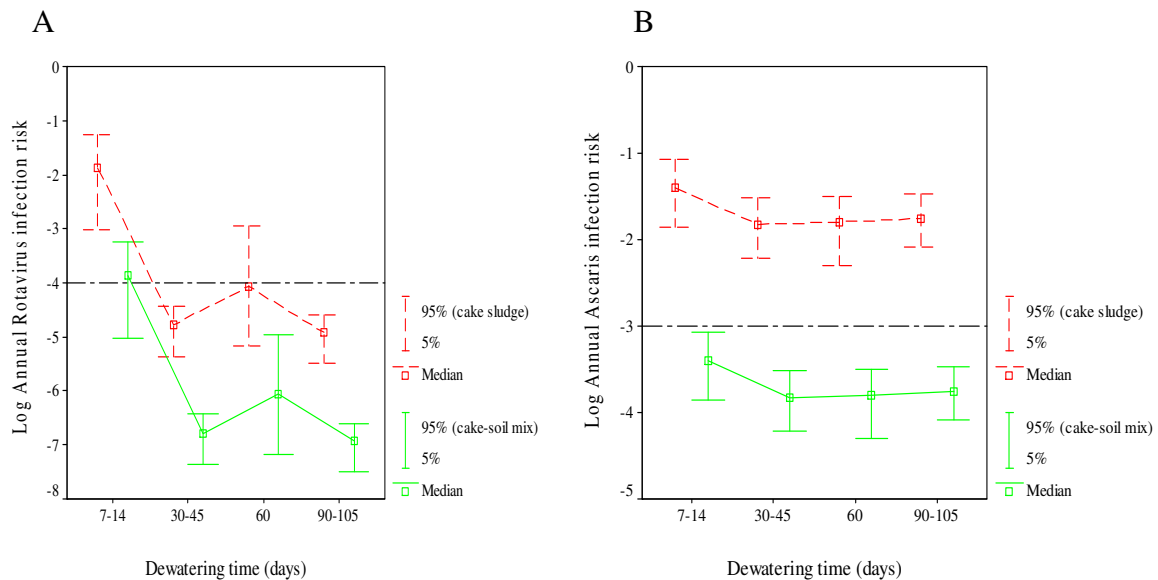 A
Log Annual Rotavirus infection risk
0
-1
-2
-3
-4
-5
-6
-7
-8
7-14 30-45 60 90-105
Dewatering time (days)
95% (cake sludge)
5%
Median
95% (cake-soil mix)
5%
Median
B
Log Annual Ascaris infection risk
0
-1
-2
-3
-4
-5
7-14 30-45 60 90-105
Dewatering time (days)
95% (cake sludge)
5%
Median
95% (cake-soil mix)
5%
Median